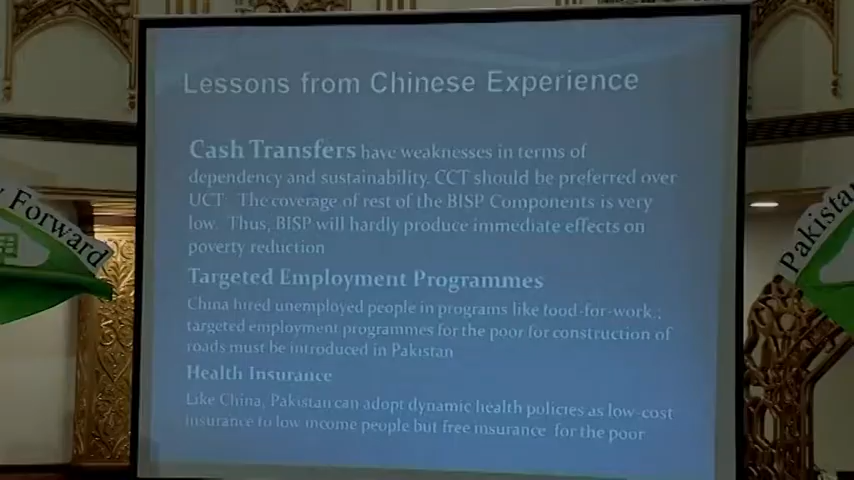 Lessons from Chinese Experience
Cash Transfers have weaknesses in terms of
dependency and sustainability. CCT should be preferred over
UCT The coverage of rest of the BISP Components is very
low. Thus, BISP will hardly produce immediate effects on
poverty reduction
Targeted Employment Programmes
China hired unemployed people in programs like food-for-work.;
targeted employment programmes for the poor for construction of
roads must be introduced in Pakistan
Health Insurance
Like China, Pakistan can adopt dynamic health policies as low-cost
insurance to low income people but free insurance for the poor
Forward
Pakistan